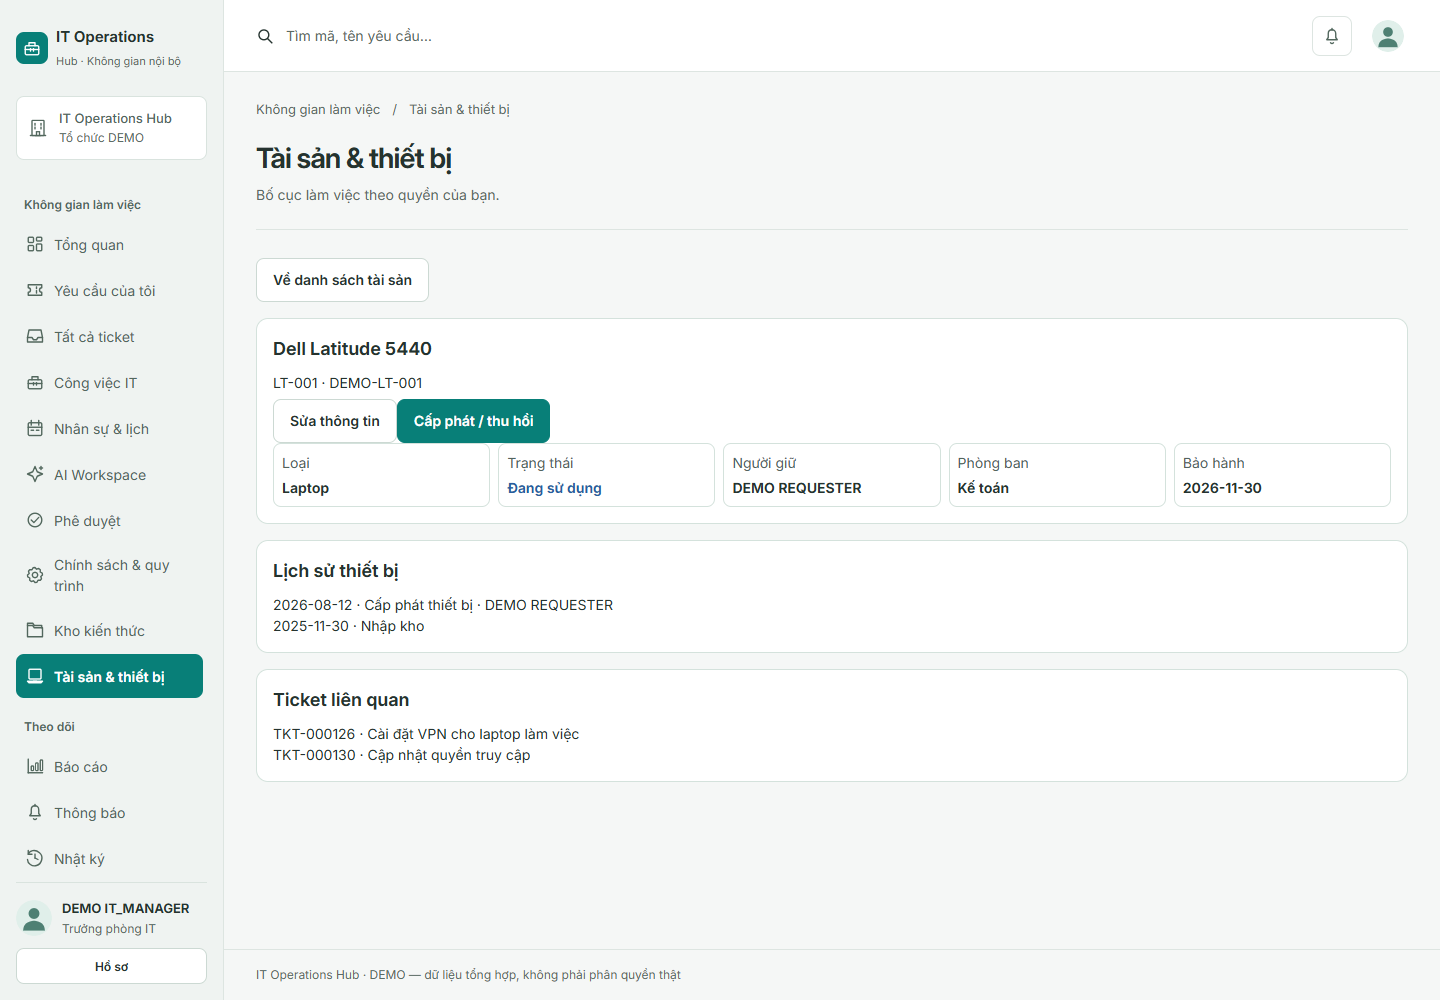 IT Operations
Hub · Không gian nội bộ
IT Operations Hub
Tổ chức DEMO
Không gian làm việc
Tổng quan
Yêu cầu của tôi
Tất cả ticket
Công việc IT
Nhân sự & lịch
AI Workspace
Phê duyệt
Chính sách & quy
trình
Kho kiến thức
Tài sản & thiết bị
Theo dõi
Báo cáo
Thông báo
Nhật ký
DEMO IT_MANAGER
Trưởng phòng IT
Hồ sơ
Tìm mã, tên yêu cầu...
Không gian làm việc / Tài sản & thiết bị
Tài sản & thiết bị
Bố cục làm việc theo quyền của bạn.
Về danh sách tài sản
Dell Latitude 5440
LT-001 · DEMO-LT-001
Sửa thông tin
Cấp phát / thu hồi
Loại
Laptop
Trạng thái
Đang sử dụng
Người giữ
DEMO REQUESTER
Phòng ban
Kế toán
Bảo hành
2026-11-30
Lịch sử thiết bị
2026-08-12 · Cấp phát thiết bị · DEMO REQUESTER
2025-11-30 · Nhập kho
Ticket liên quan
TKT-000126 · Cài đặt VPN cho laptop làm việc
TKT-000130 · Cập nhật quyền truy cập
IT Operations Hub · DEMO — dữ liệu tổng hợp, không phải phân quyền thật